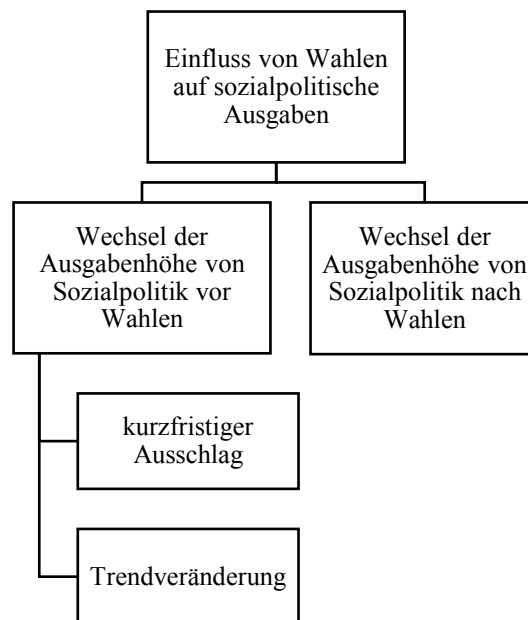 Einfluss von Wahlen
auf sozialpolitische
Ausgaben
Wechsel der
Ausgabenhöhe von
Sozialpolitik vor
Wahlen
Wechsel der
Ausgabenhöhe von
Sozialpolitik nach
Wahlen
kurzfristiger
Ausschlag
Trendveränderung